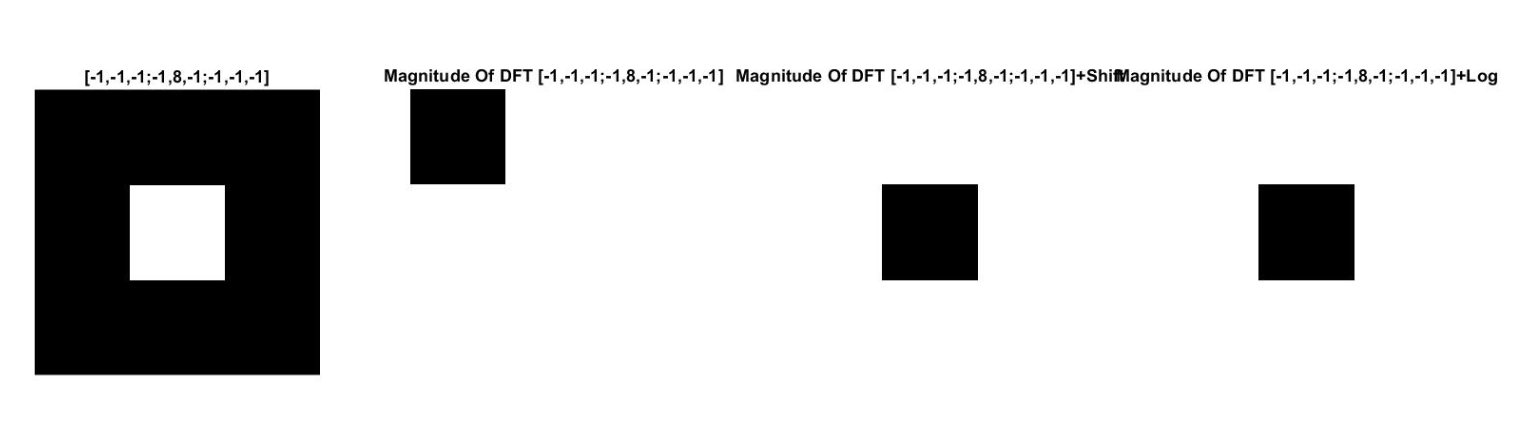 [-1,-1,-1;-1,8,-1;-1,-1,-1]
Magnitude Of DFT [-1,-1,-1;-1,8,-1;-1,-1,-1]
Magnitude Of DFT [-1,-1,-1;-1,8,-1;-1,-1,-1]+Shift
Magnitude Of DFT [-1,-1,-1;-1,8,-1;-1,-1,-1]+Log